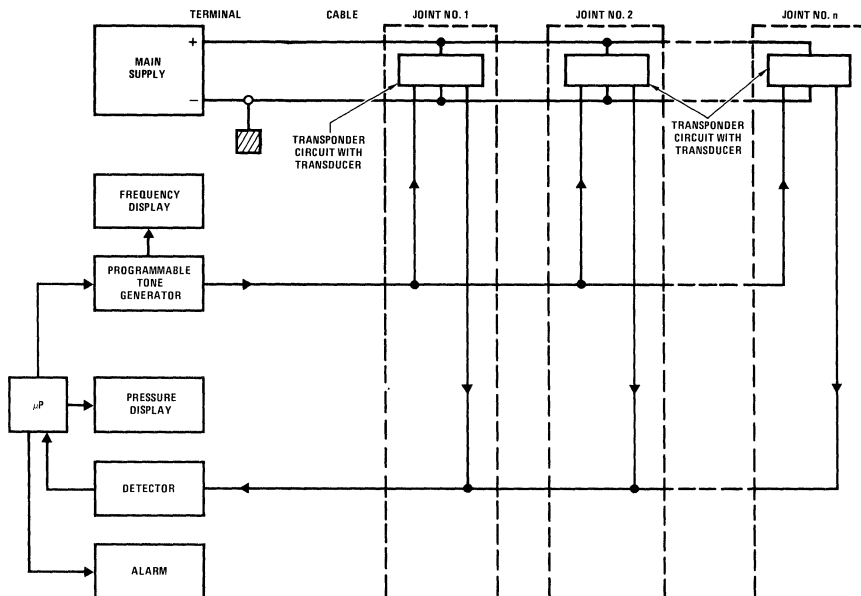 TERMINAL
CABLE
JOINT NO. 1
JOINT NO. 2
JOINT NO. n
MAIN
SUPPLY
+
−
TRANSPONDER
CIRCUIT WITH
TRANSDUCER
TRANSPONDER
CIRCUIT WITH
TRANSDUCER
FREQUENCY
DISPLAY
PROGRAMMABLE
TONE
GENERATOR
μP
PRESSURE
DISPLAY
DETECTOR
ALARM